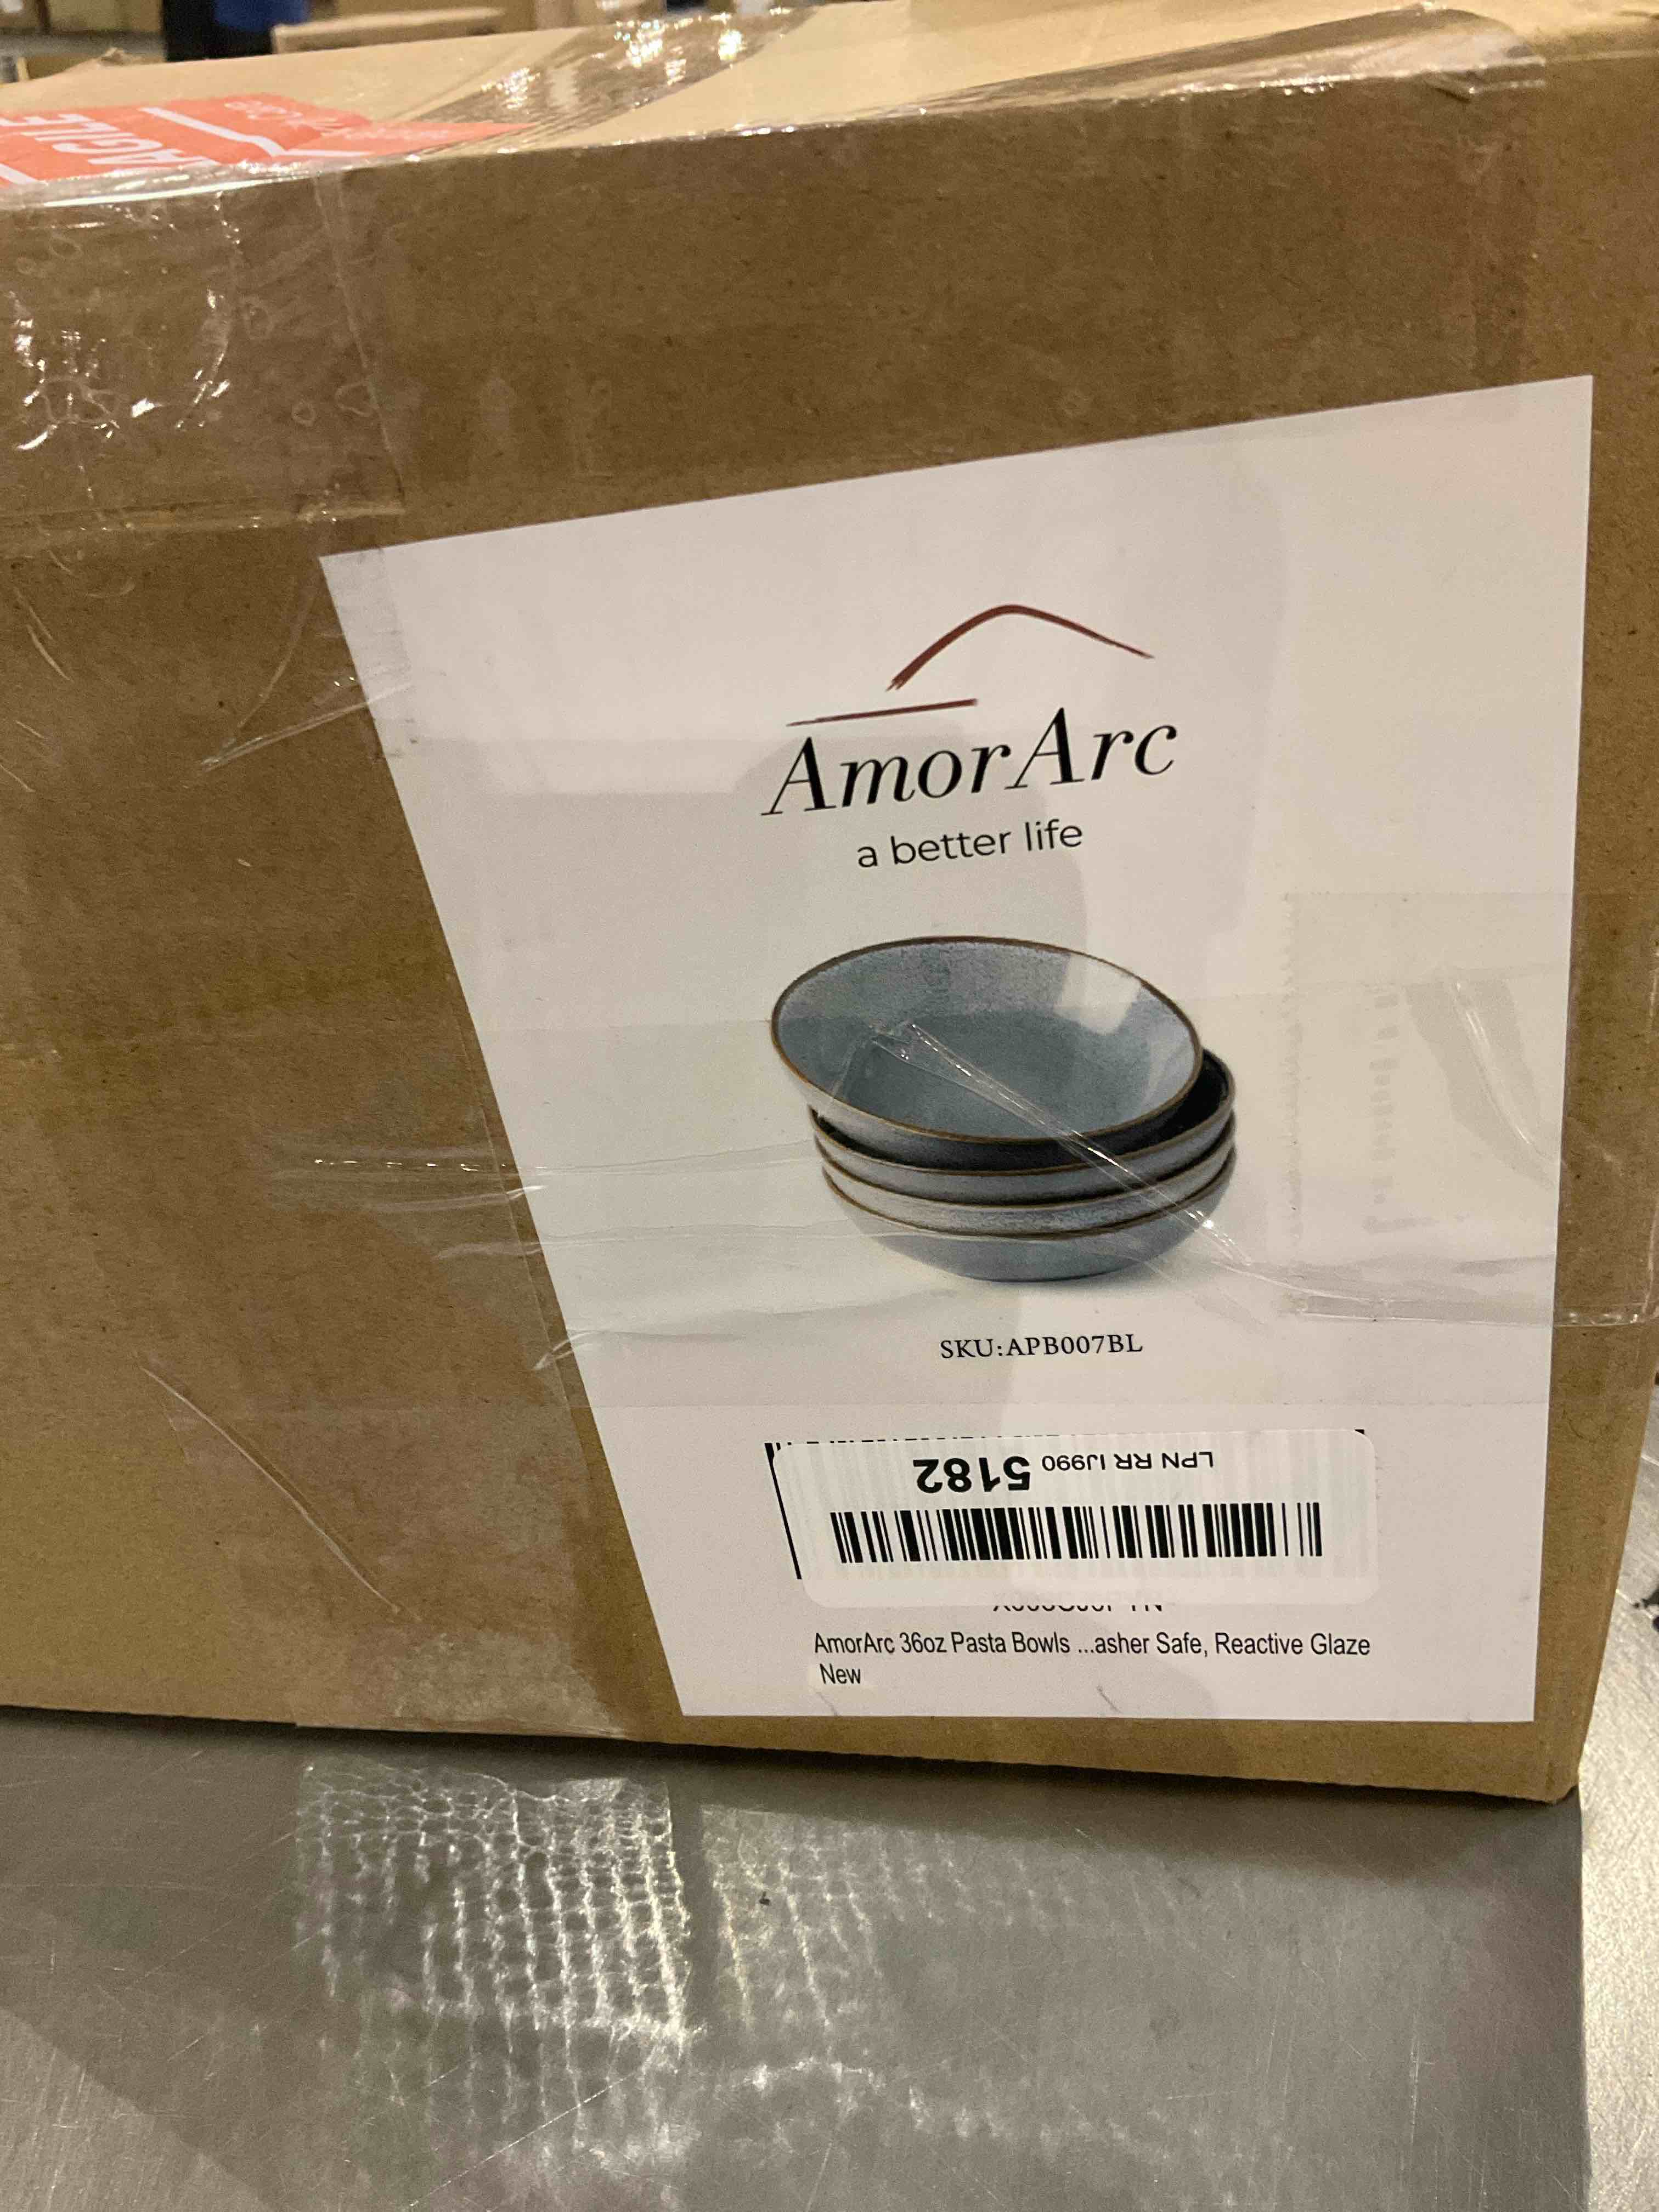 AmorArc
a better life
SKU:APB007BL
LPN RR IJ990 5182
AmorArc 36oz Pasta Bowls ...asher Safe, Reactive Glaze
New